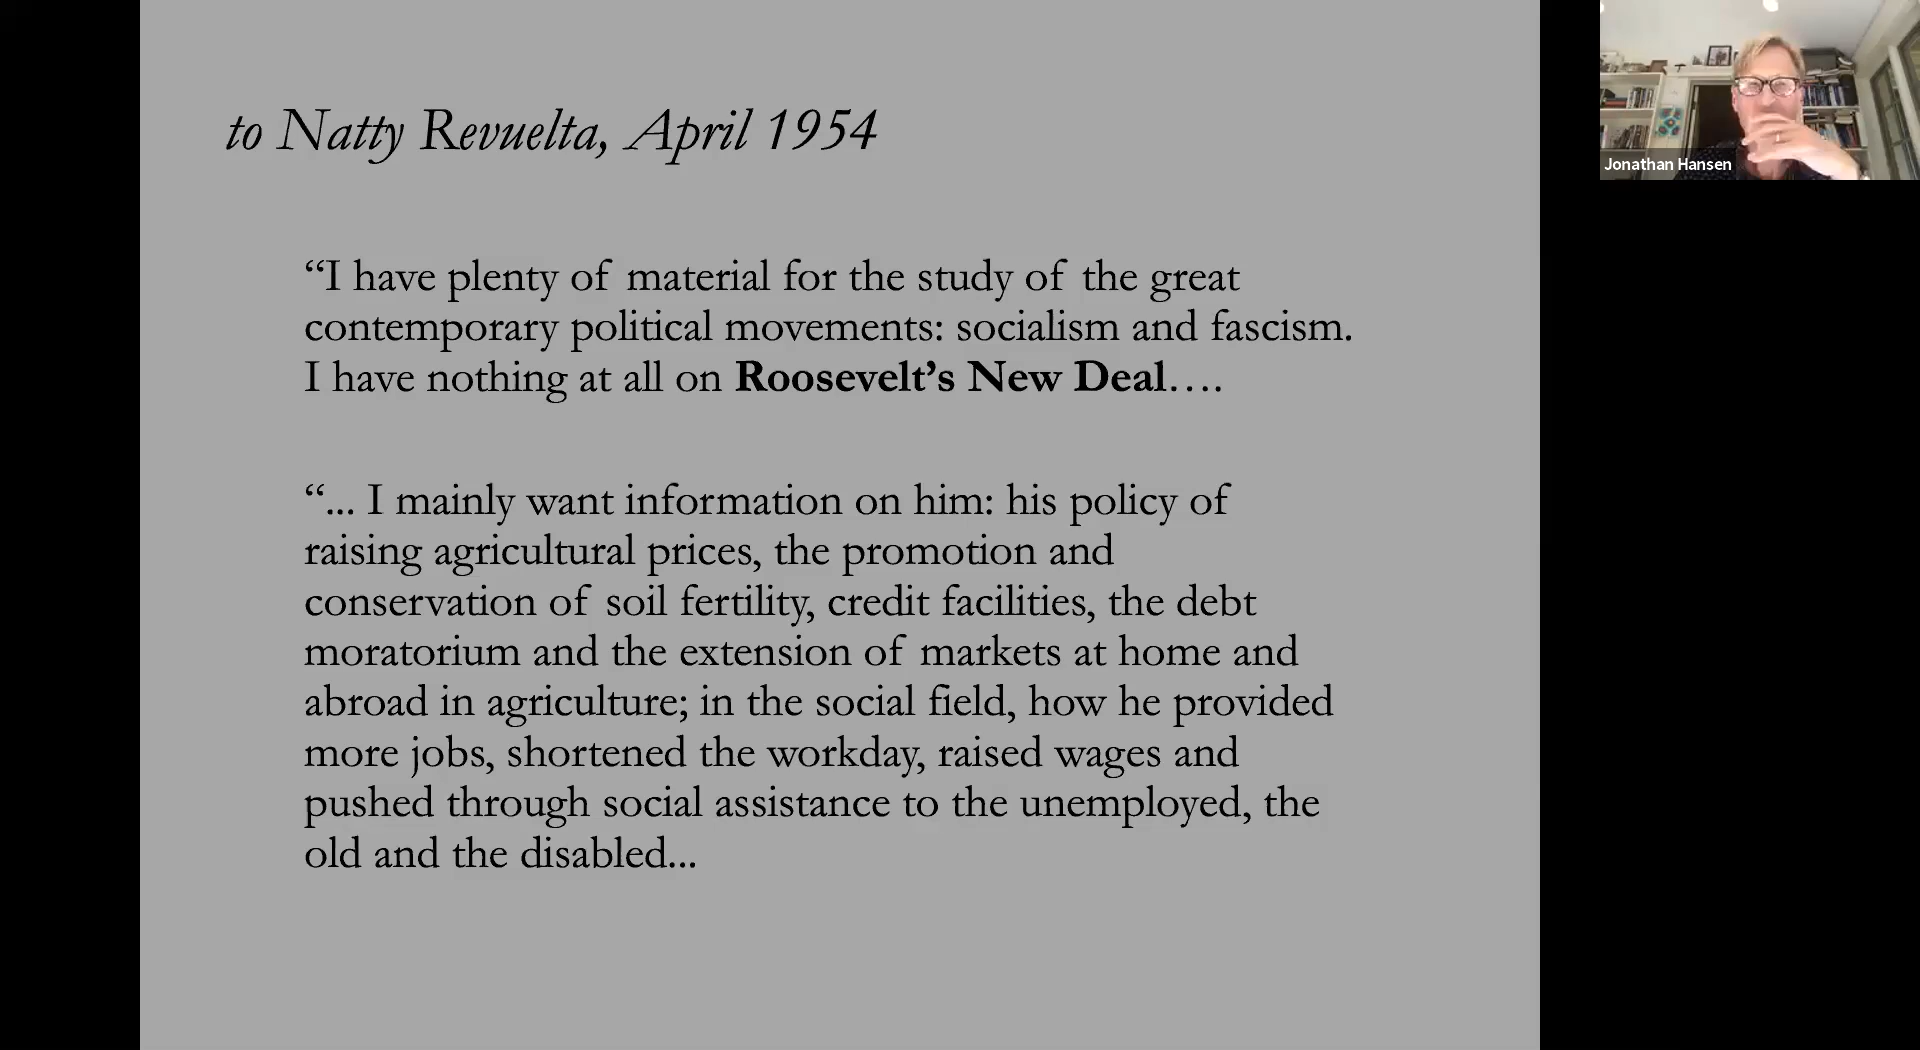 to Natty Revuelta, April 1954
“I have plenty of material for the study of the great
contemporary political movements: socialism and fascism.
I have nothing at all on Roosevelt’s New Deal….
“... I mainly want information on him: his policy of
raising agricultural prices, the promotion and
conservation of soil fertility, credit facilities, the debt
moratorium and the extension of markets at home and
abroad in agriculture; in the social field, how he provided
more jobs, shortened the workday, raised wages and
pushed through social assistance to the unemployed, the
old and the disabled...
Jonathan Hansen